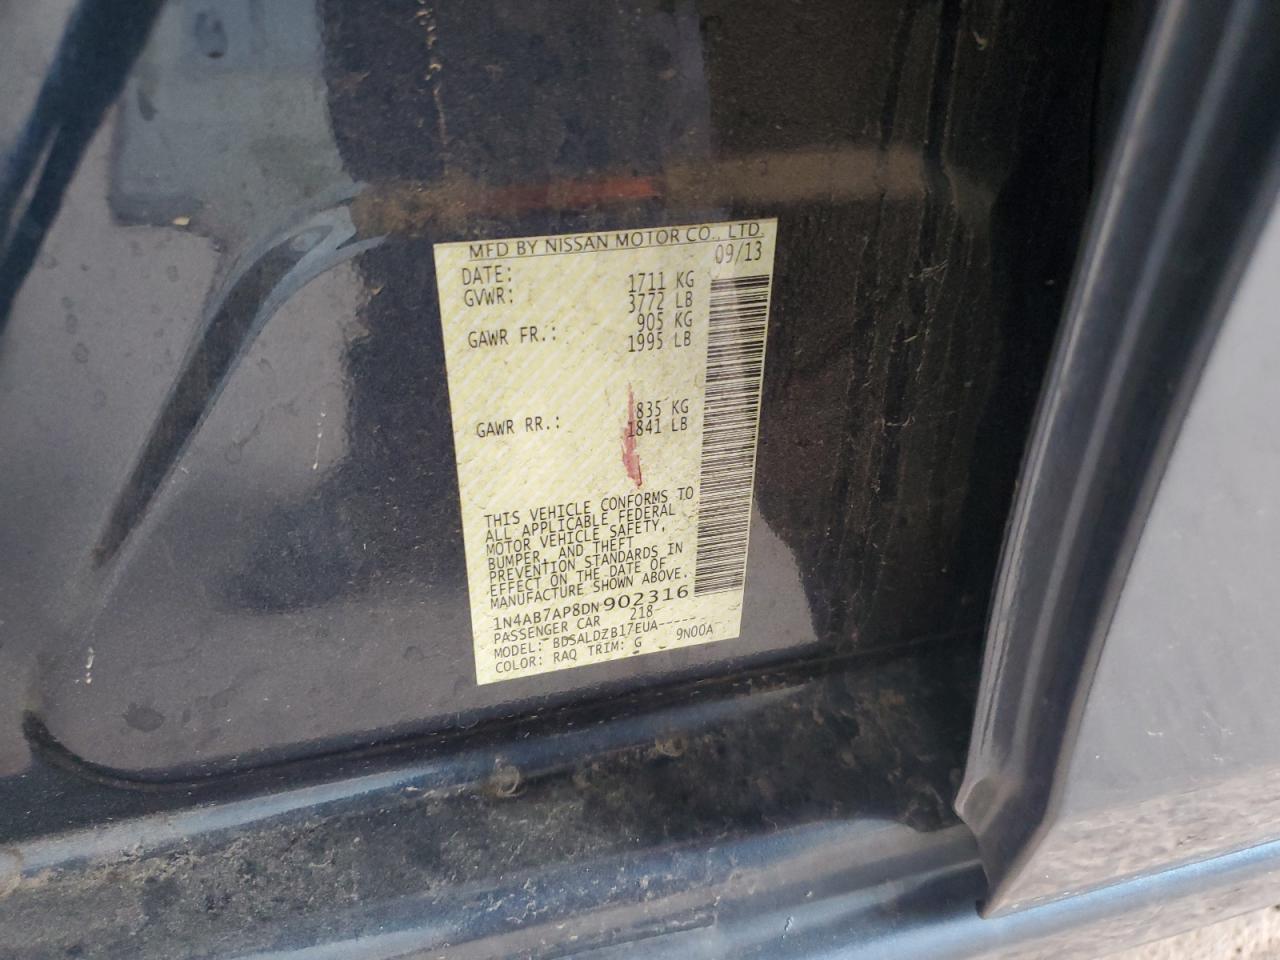 MFD BY NISSAN MOTOR CO., LTD.
DATE: 09/13
GVWR: 1711 KG
3772 LB
GAWR FR.: 905 KG
1995 LB
GAWR RR.: 835 KG
1841 LB
THIS VEHICLE CONFORMS TO
ALL APPLICABLE FEDERAL
MOTOR VEHICLE SAFETY,
BUMPER, AND THEFT
PREVENTION STANDARDS IN
EFFECT ON THE DATE OF
MANUFACTURE SHOWN ABOVE.
1N4AB7AP8DN902316
PASSENGER CAR 218
MODEL: BDSALDZB17EUA------
COLOR: RAQ TRIM: G 9N00A